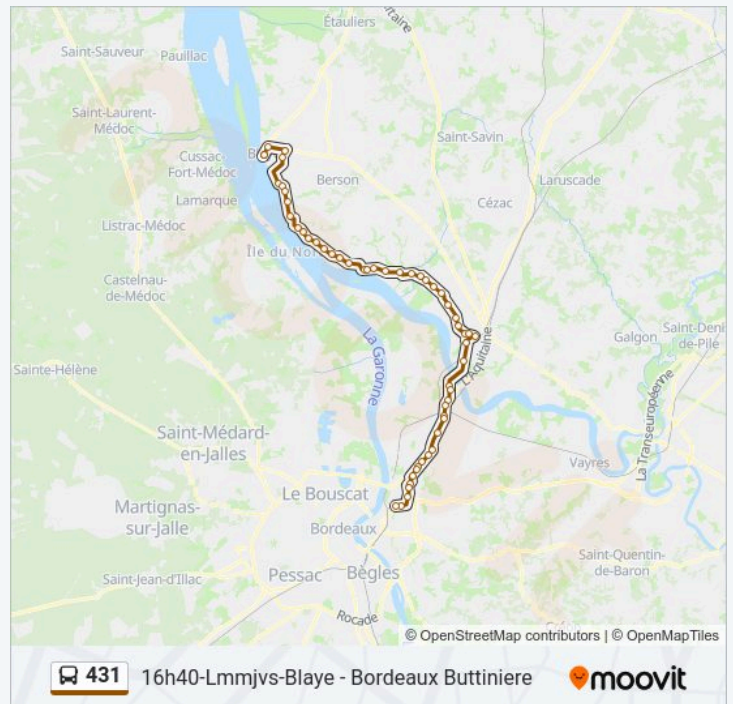 Étauliers
Saint-Sauveur
Pauillac
Saint-Laurent-
Médoc
Saint-Savin
Cussac-
Fort-Médoc
Berson
Laruscade
Lamarque
Cézac
Listrac-Médoc
Île du Nor
Castelnau-
de-Médoc
La Garonne
L'Aquitaine
Galgon
Saint-Denis
de-Pile
Sainte-Hélène
La Transeuropéenne
Saint-Médard-
en-Jalles
Vayres
Le Bouscat
Martignas-
sur-Jalle
Bordeaux
Saint-Quentin-
de-Baron
Saint-Jean-d'Illac
Pessac
Bègles
Rocade
© OpenStreetMap contributors | © OpenMapTiles
431 16h40-Lmmjvs-Blaye - Bordeaux Buttiniere moovit